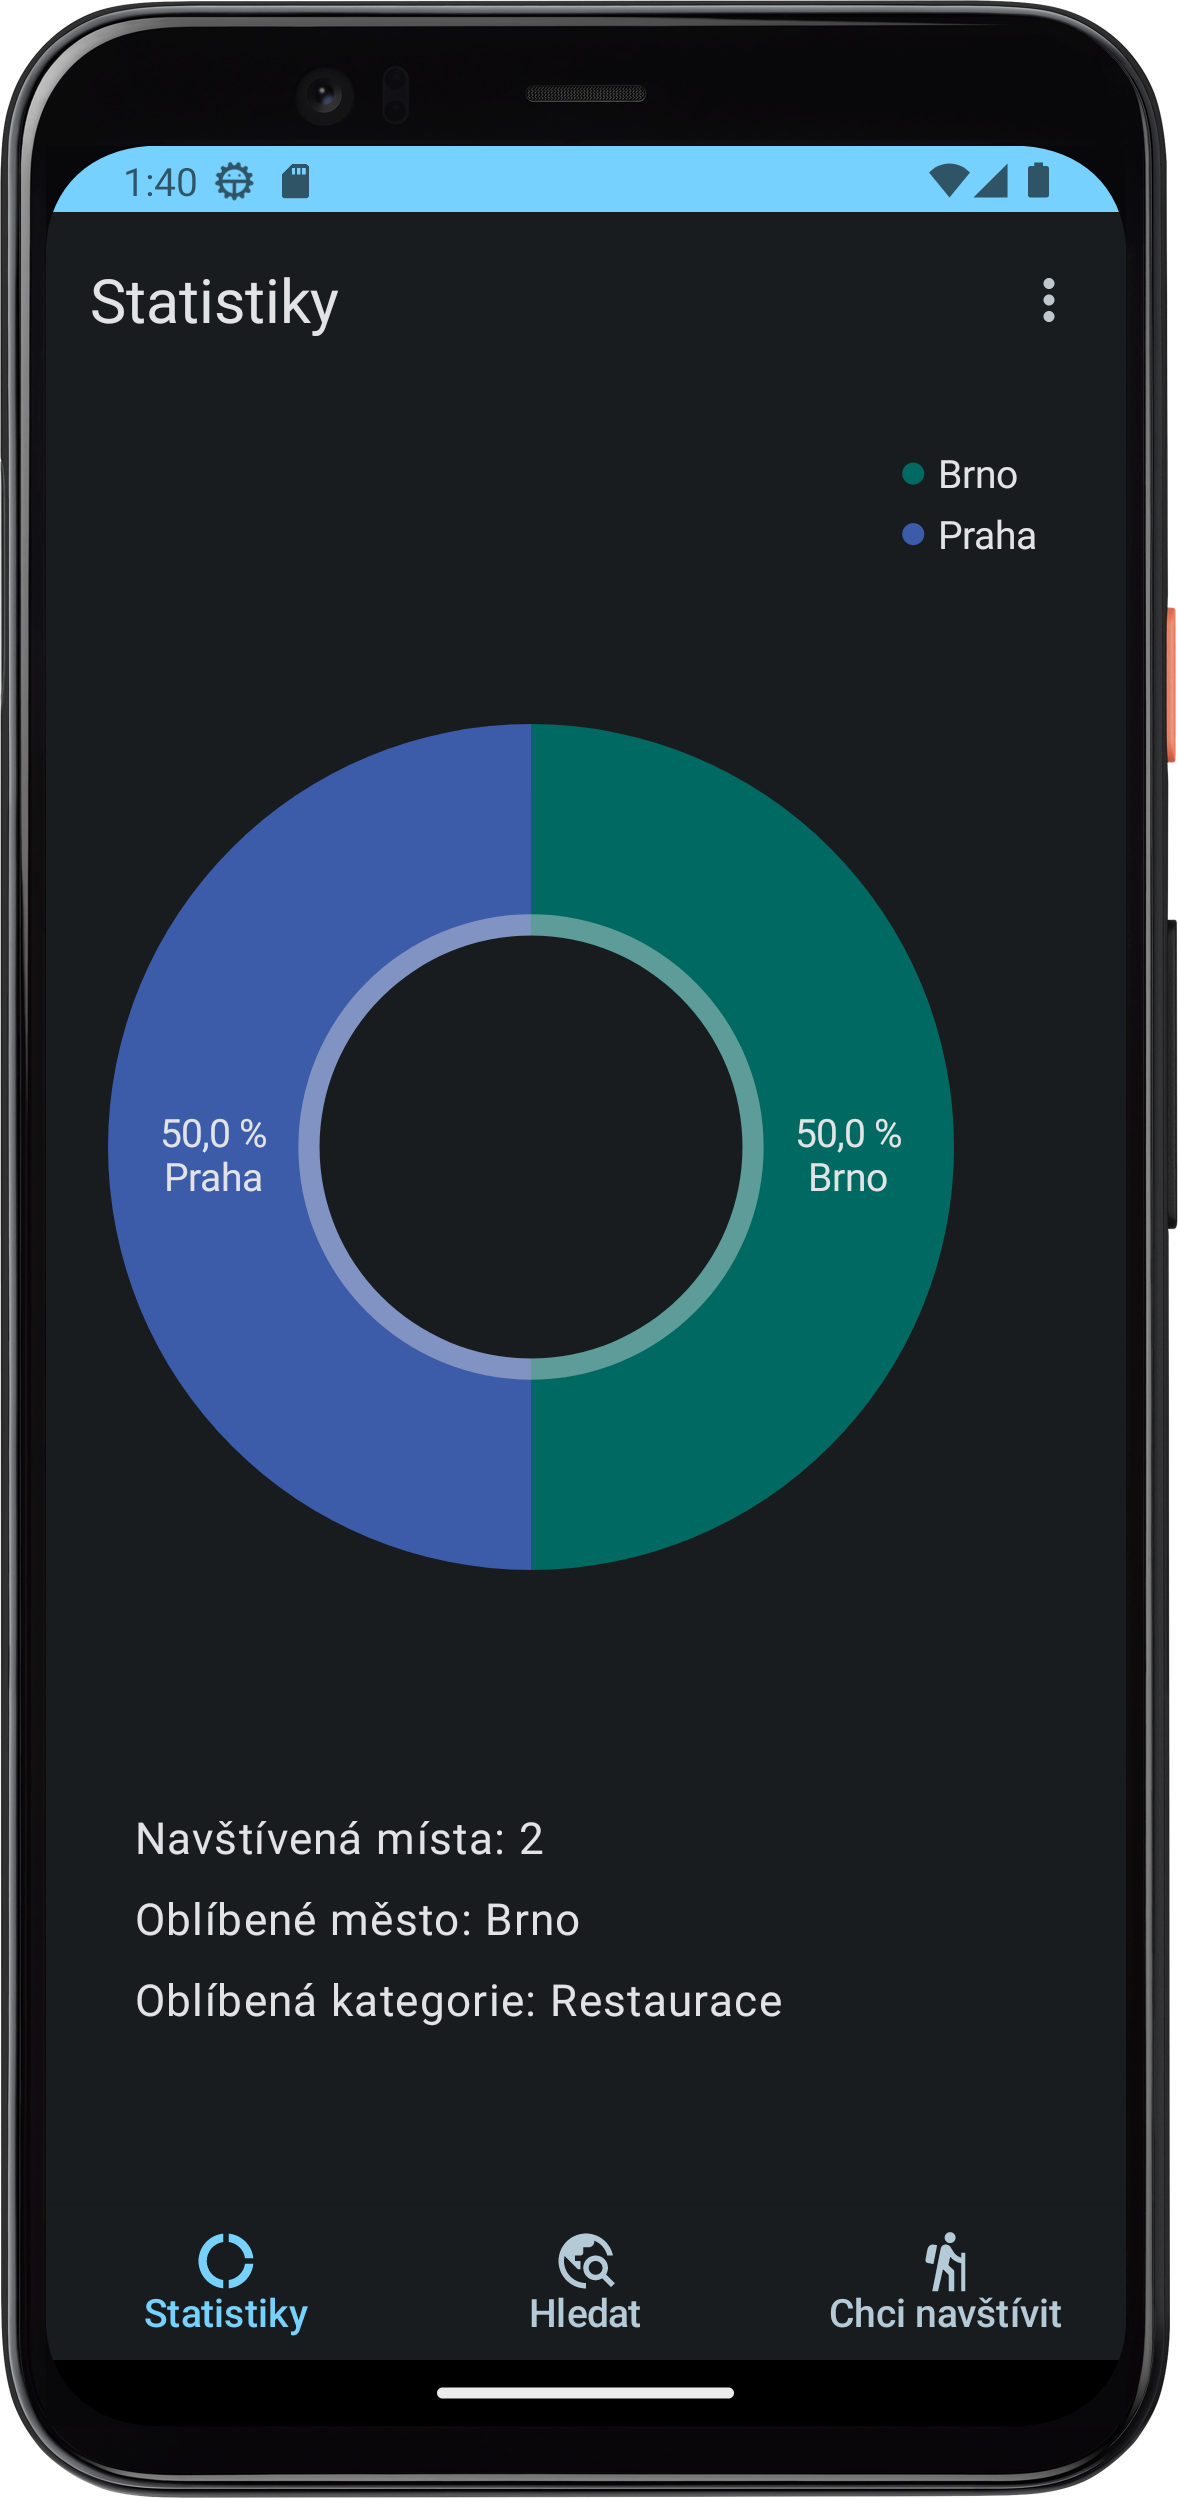 1:40
Statistiky
Brno
Praha
50,0 %
Praha
50,0 %
Brno
Navštívená místa: 2
Oblíbené město: Brno
Oblíbená kategorie: Restaurace
Statistiky
Hledat
Chci navštívit